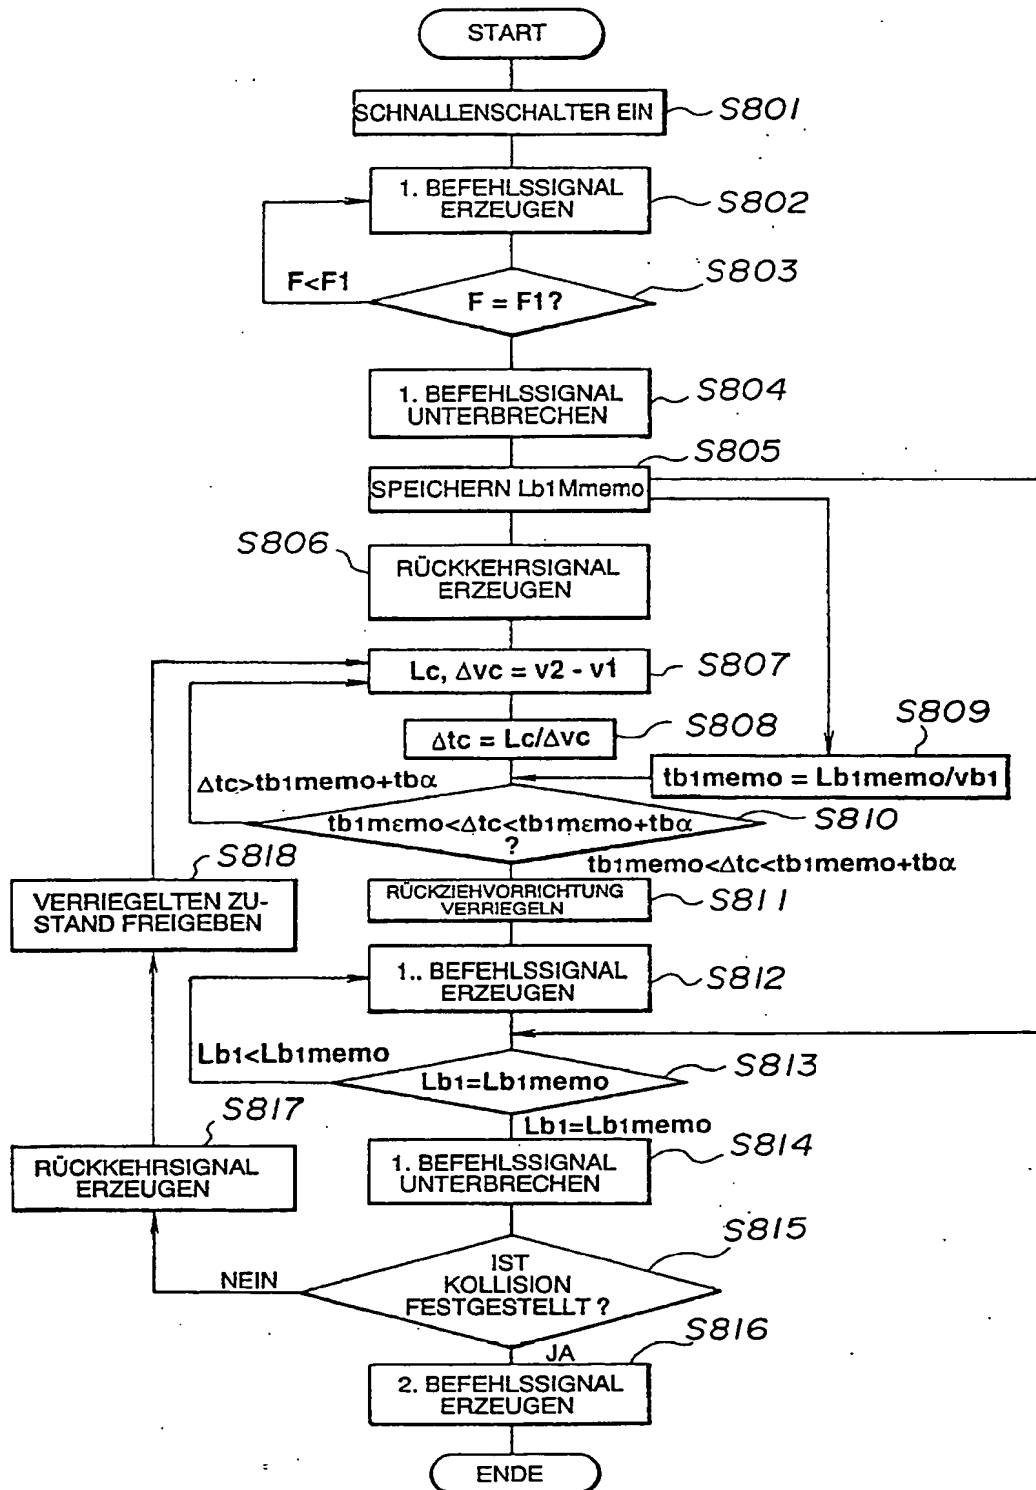 START
SCHNALLENSCHALTER EIN
S801
1. BEFEHLSSIGNAL
ERZEUGEN
S802
S803
F<F1
F = F1?
1. BEFEHLSSIGNAL
UNTERBRECHEN
S804
S805
SPEICHERN Lb1Mmemo
S806
RÜCKKEHRSIGNAL
ERZEUGEN
Lc, Δvc = v2 - v1
S807
S808
Δtc = Lc/Δvc
S809
tb1memo = Lb1memo/vb1
Δtc>tb1memo+tbα
tb1memo<Δtc<tb1memo+tbα
?
S810
tb1memo<Δtc<tb1memo+tbα
S818
VERRIEGELTEN ZU-
STAND FREIGEBEN
RÜCKZIEHVORRICHTUNG
VERRIEGELN
S811
1.. BEFEHLSSIGNAL
ERZEUGEN
S812
Lb1<Lb1memo
Lb1=Lb1memo
S813
Lb1=Lb1memo
S817
RÜCKKEHRSIGNAL
ERZEUGEN
1. BEFEHLSSIGNAL
UNTERBRECHEN
S814
S815
IST
KOLLISION
FESTGESTELLT ?
NEIN
S816
JA
2. BEFEHLSSIGNAL
ERZEUGEN
ENDE